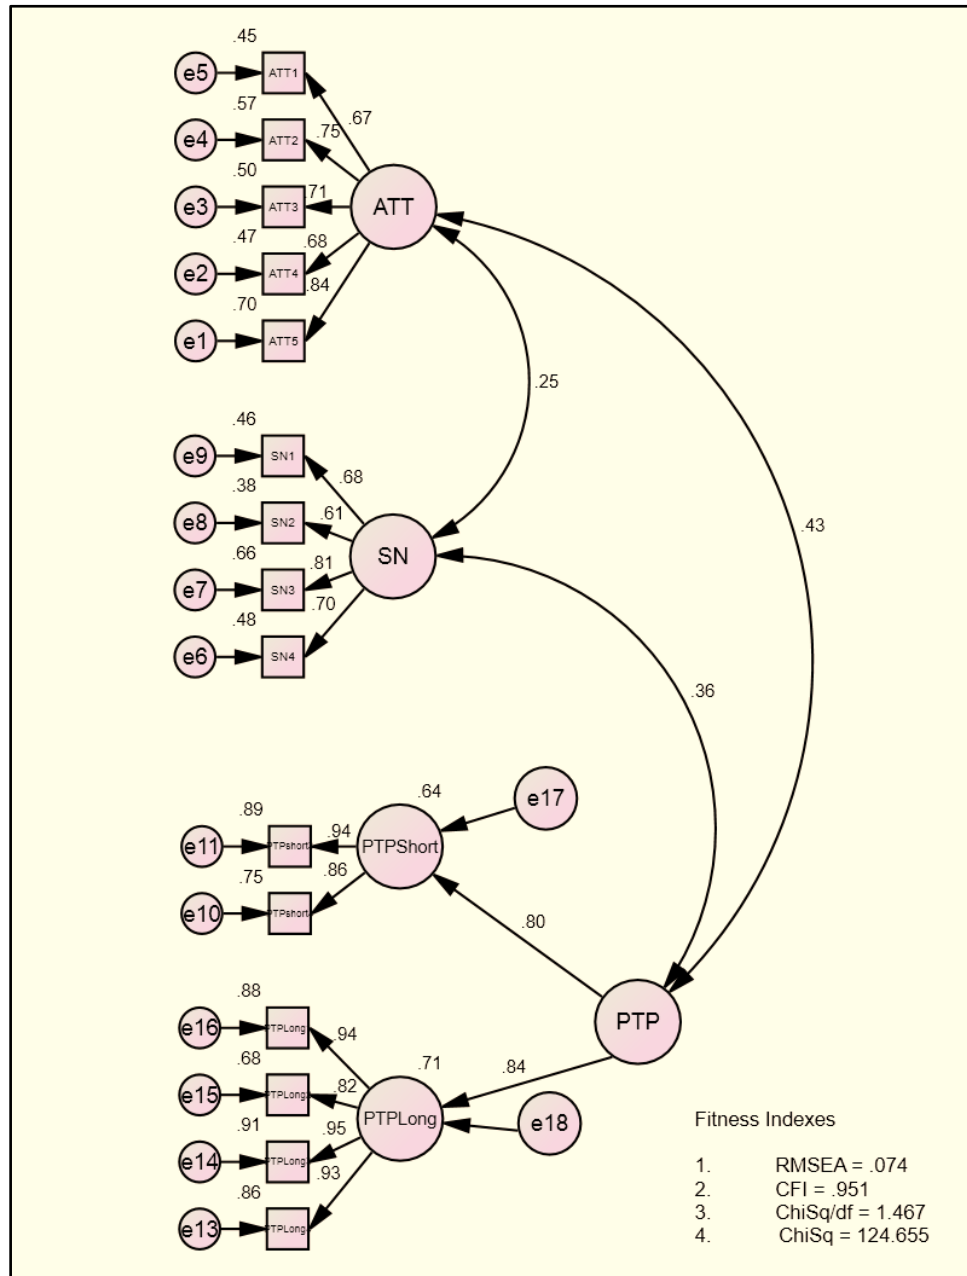 .45
e5 ATT1
.67
.57
e4 ATT2 .75
.50
e3 ATT3 .71 ATT
.47
e2 ATT4 .68
.84
.70
e1 ATT5
.25
.46
e9 SN1
.68
.38
e8 SN2 .61
.43
.66
e7 SN3 .81 SN
.70
.48
e6 SN4
.36
.64 e17
.89
e11 PTPshort .94 PTPShort
.75 .86
e10 PTPshort
.80
.88
e16 PTPLong .94
PTP
.68 .71 .84
e15 PTPLong .82
PTPLong e18
.91 .95
e14 PTPLong
.93
.86
e13 PTPLong
Fitness Indexes
1. RMSEA = .074
2. CFI = .951
3. ChiSq/df = 1.467
4. ChiSq = 124.655